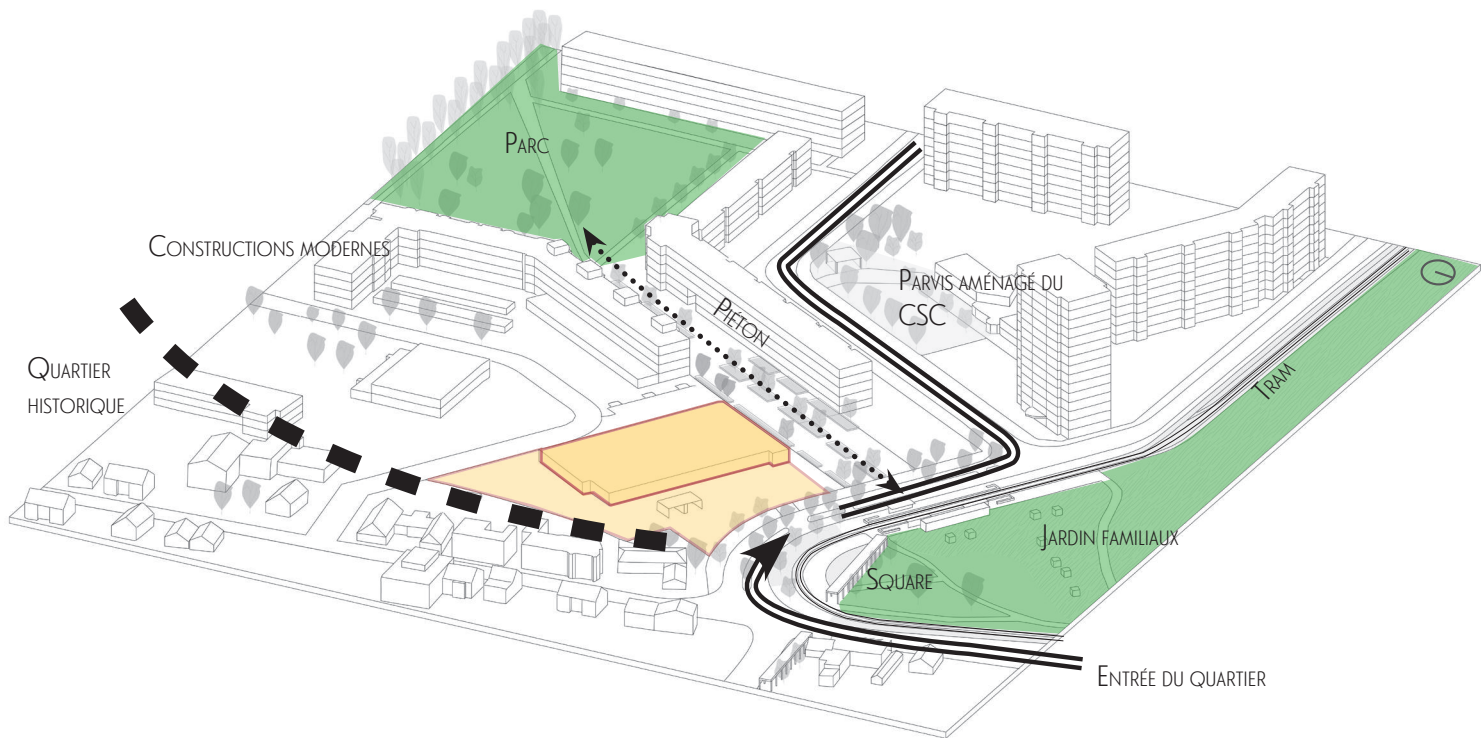 Parc
Constructions modernes
Parvis aménagé du
CSC
Piéton
Quartier
historique
Tram
Jardin familiaux
Square
Entrée du quartier